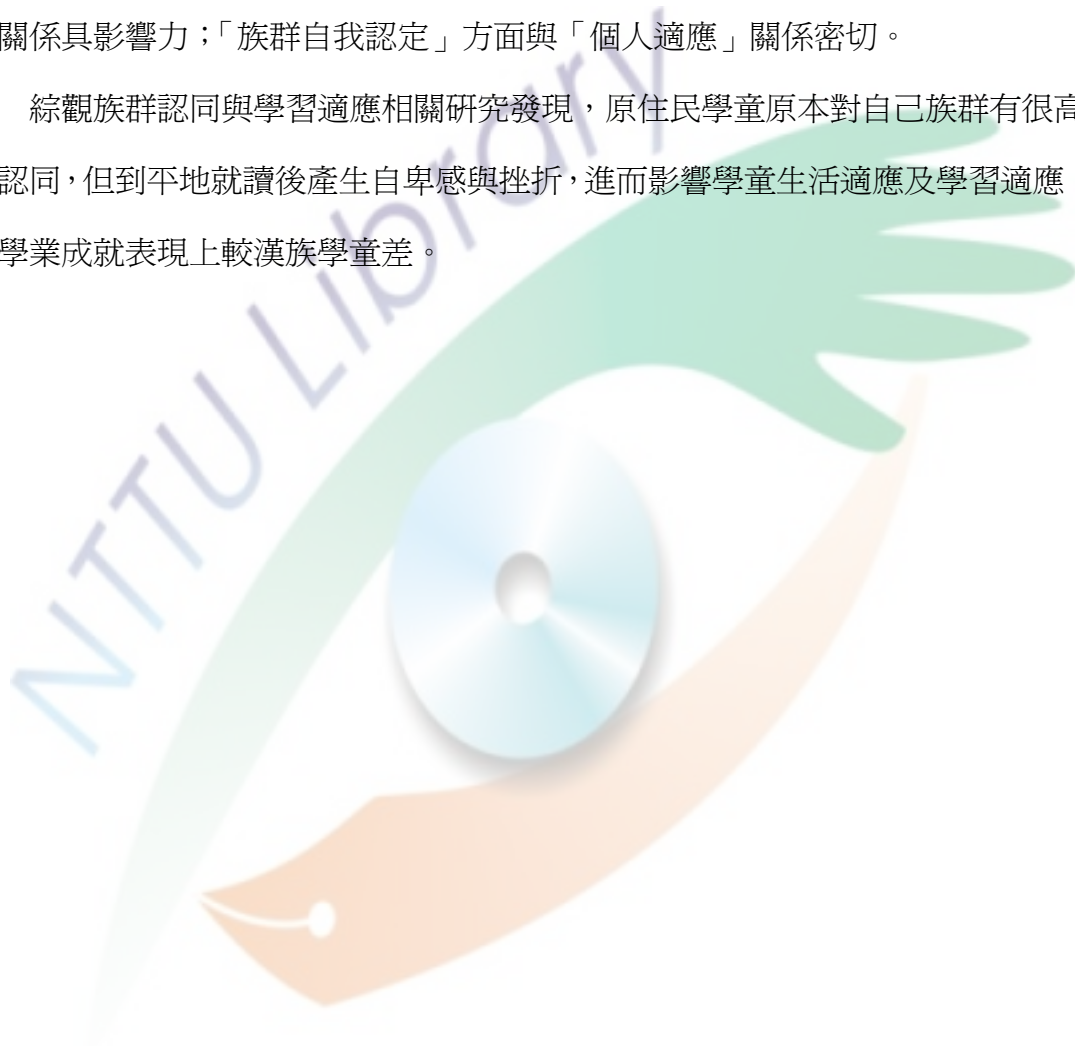 關係具影響力；「族群自我認定」方面與「個人適應」關係密切。
綜觀族群認同與學習適應相關研究發現，原住民學童原本對自己族群有很高
認同，但到平地就讀後產生自卑感與挫折，進而影響學童生活適應及學習適應
學業成就表現上較漢族學童差。
NTTU Library